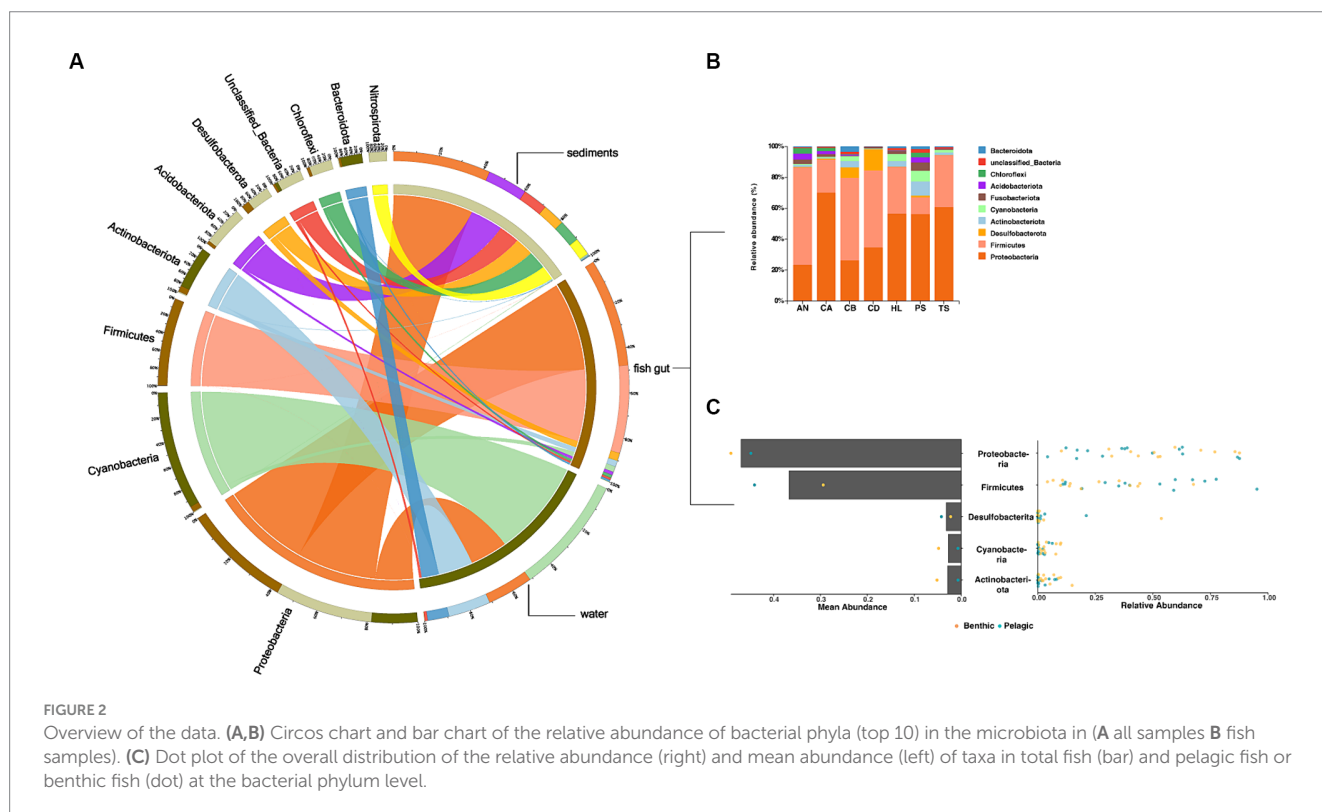 A
B
Nitrospirota
Bacteroidota
Chloroflexi
Unclassified_Bacteria
Desulfobacterota
Acidobacteriota
Actinobacteriota
Firmicutes
Cyanobacteria
Proteobacteria
sediments
fish gut
water
Relative abundance (%)
100%
80%
60%
40%
20%
0%
AN CA CB CD HL PS TS
Bacteroidota
unclassified_Bacteria
Chloroflexi
Acidobacteriota
Fusobacteriota
Cyanobacteria
Actinobacteriota
Desulfobacterota
Firmicutes
Proteobacteria
C
Proteobacte-
ria
Firmicutes
Desulfobacterita
Cyanobacte-
ria
Actinobacteri-
ota
0.4 0.3 0.2 0.1 0.0
Mean Abundance
0.00 0.25 0.50 0.75 1.00
Relative Abundance
Benthic Pelagic
FIGURE 2
Overview of the data. (A,B) Circos chart and bar chart of the relative abundance of bacterial phyla (top 10) in the microbiota in (A all samples B fish
samples). (C) Dot plot of the overall distribution of the relative abundance (right) and mean abundance (left) of taxa in total fish (bar) and pelagic fish or
benthic fish (dot) at the bacterial phylum level.